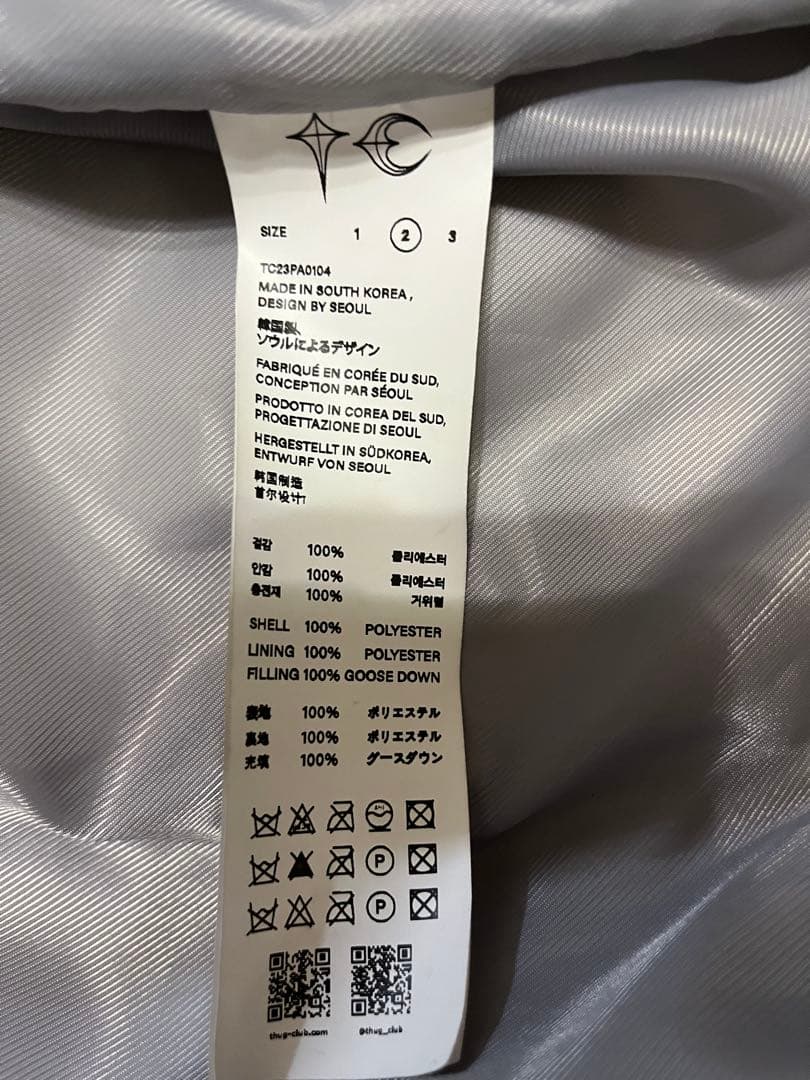 SIZE 1 2 3
TC23PA0104
MADE IN SOUTH KOREA,
DESIGN BY SEOUL
韓国製、
ソウルによるデザイン
FABRIQUÉ EN CORÉE DU SUD,
CONCEPTION PAR SÉOUL
PRODOTTO IN COREA DEL SUD,
PROGETTAZIONE DI SEOUL
HERGESTELLT IN SÜDKOREA,
ENTWURF VON SEOUL
韩国制造
首尔设计
겉감 100% 폴리에스터
안감 100% 폴리에스터
충전재 100% 거위털
SHELL 100% POLYESTER
LINING 100% POLYESTER
FILLING 100% GOOSE DOWN
表地 100% ポリエステル
裏地 100% ポリエステル
充填 100% グースダウン
P
P
thug-club.com @thug_club